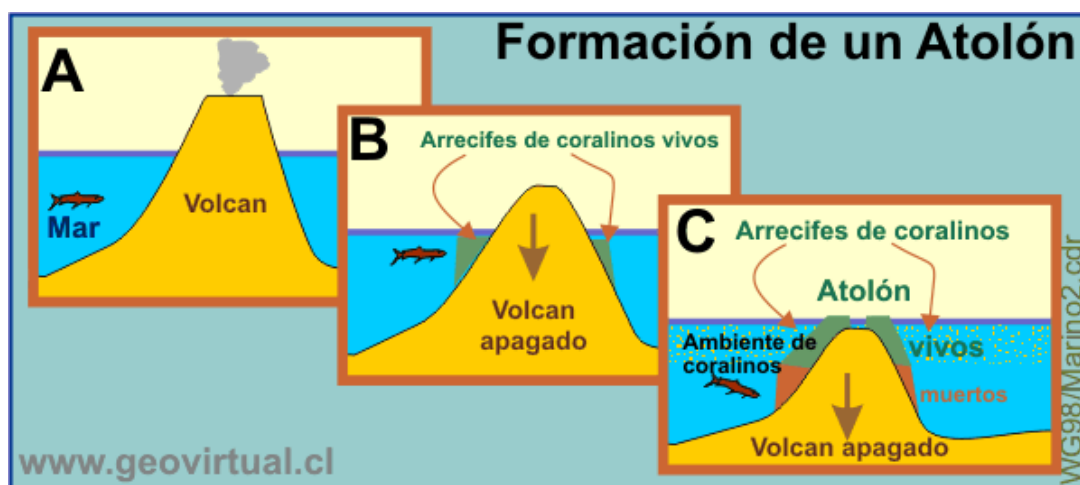 Formación de un Atolón
A
Volcan
Mar
B
Arrecifes de coralinos vivos
Volcan
apagado
C
Arrecifes de coralinos
Atolón
Ambiente de
coralinos
vivos
muertos
Volcan apagado
www.geovirtual.cl
WG98/Marino2.cdr